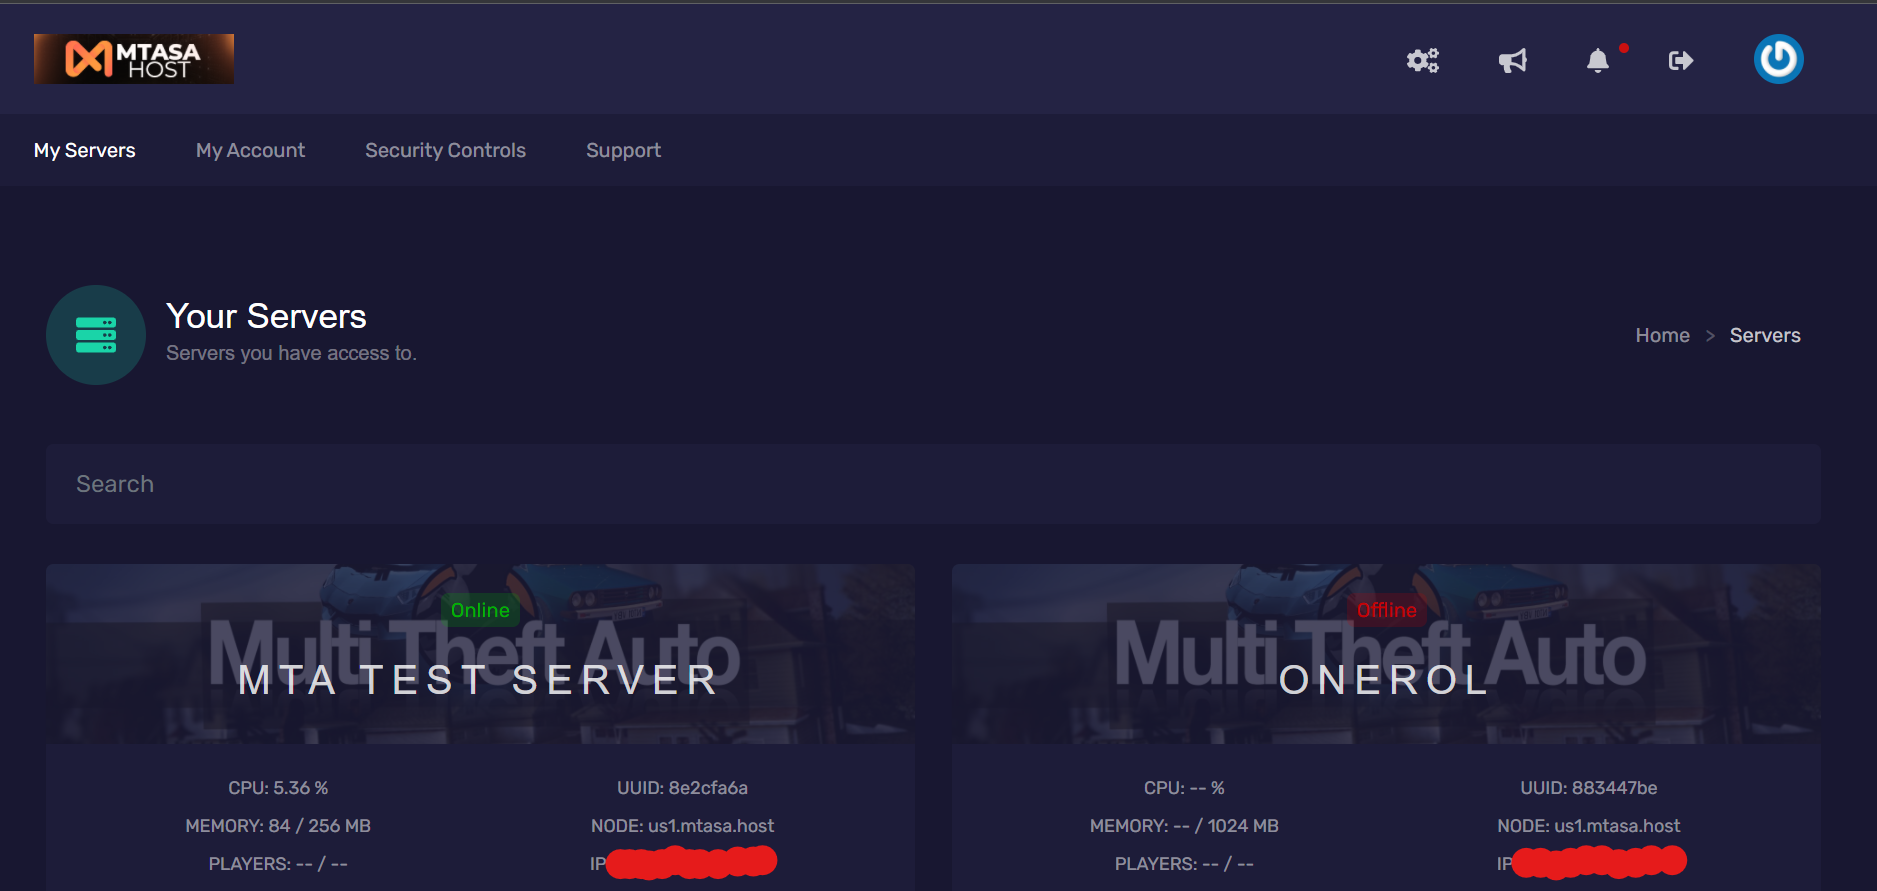 MTASA
HOST
My Servers
My Account
Security Controls
Support
Your Servers
Servers you have access to.
Home > Servers
Search
Online
Multi Theft Auto
MTA TEST SERVER
CPU: 5.36 %
UUID: 8e2cfa6a
MEMORY: 84 / 256 MB
NODE: us1.mtasa.host
PLAYERS: -- / --
IP
Offline
Multi Theft Auto
ONEROL
CPU: -- %
UUID: 883447be
MEMORY: -- / 1024 MB
NODE: us1.mtasa.host
PLAYERS: -- / --
IP